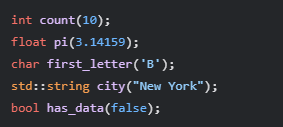 int count(10);
float pi(3.14159);
char first_letter('B');
std::string city("New York");
bool has_data(false);